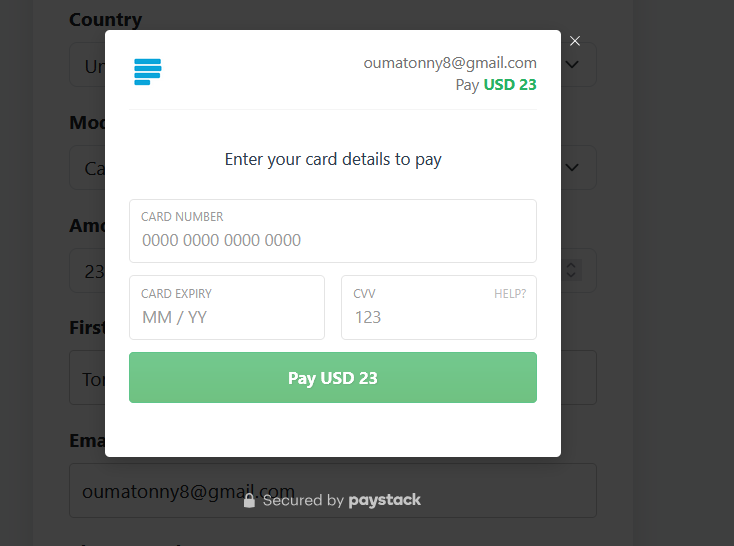 Country
Un
Mod
Ca
Amo
23
First
Ton
Ema
oumatonny8@gmail.com
oumatonny8@gmail.com
Pay USD 23
Enter your card details to pay
CARD NUMBER
0000 0000 0000 0000
CARD EXPIRY
MM / YY
CVV
HELP?
123
Pay USD 23
Secured by paystack